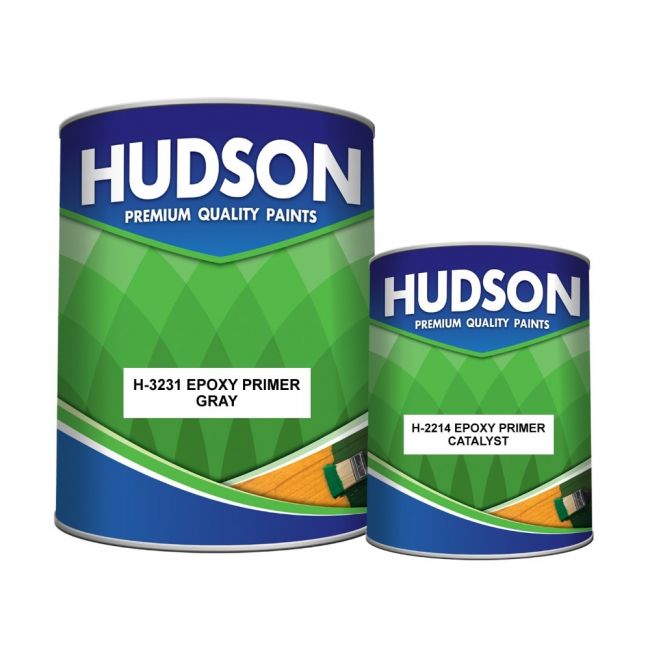 HUDSON
PREMIUM QUALITY PAINTS
H-3231 EPOXY PRIMER
GRAY
HUDSON
PREMIUM QUALITY PAINTS
H-2214 EPOXY PRIMER
CATALYST